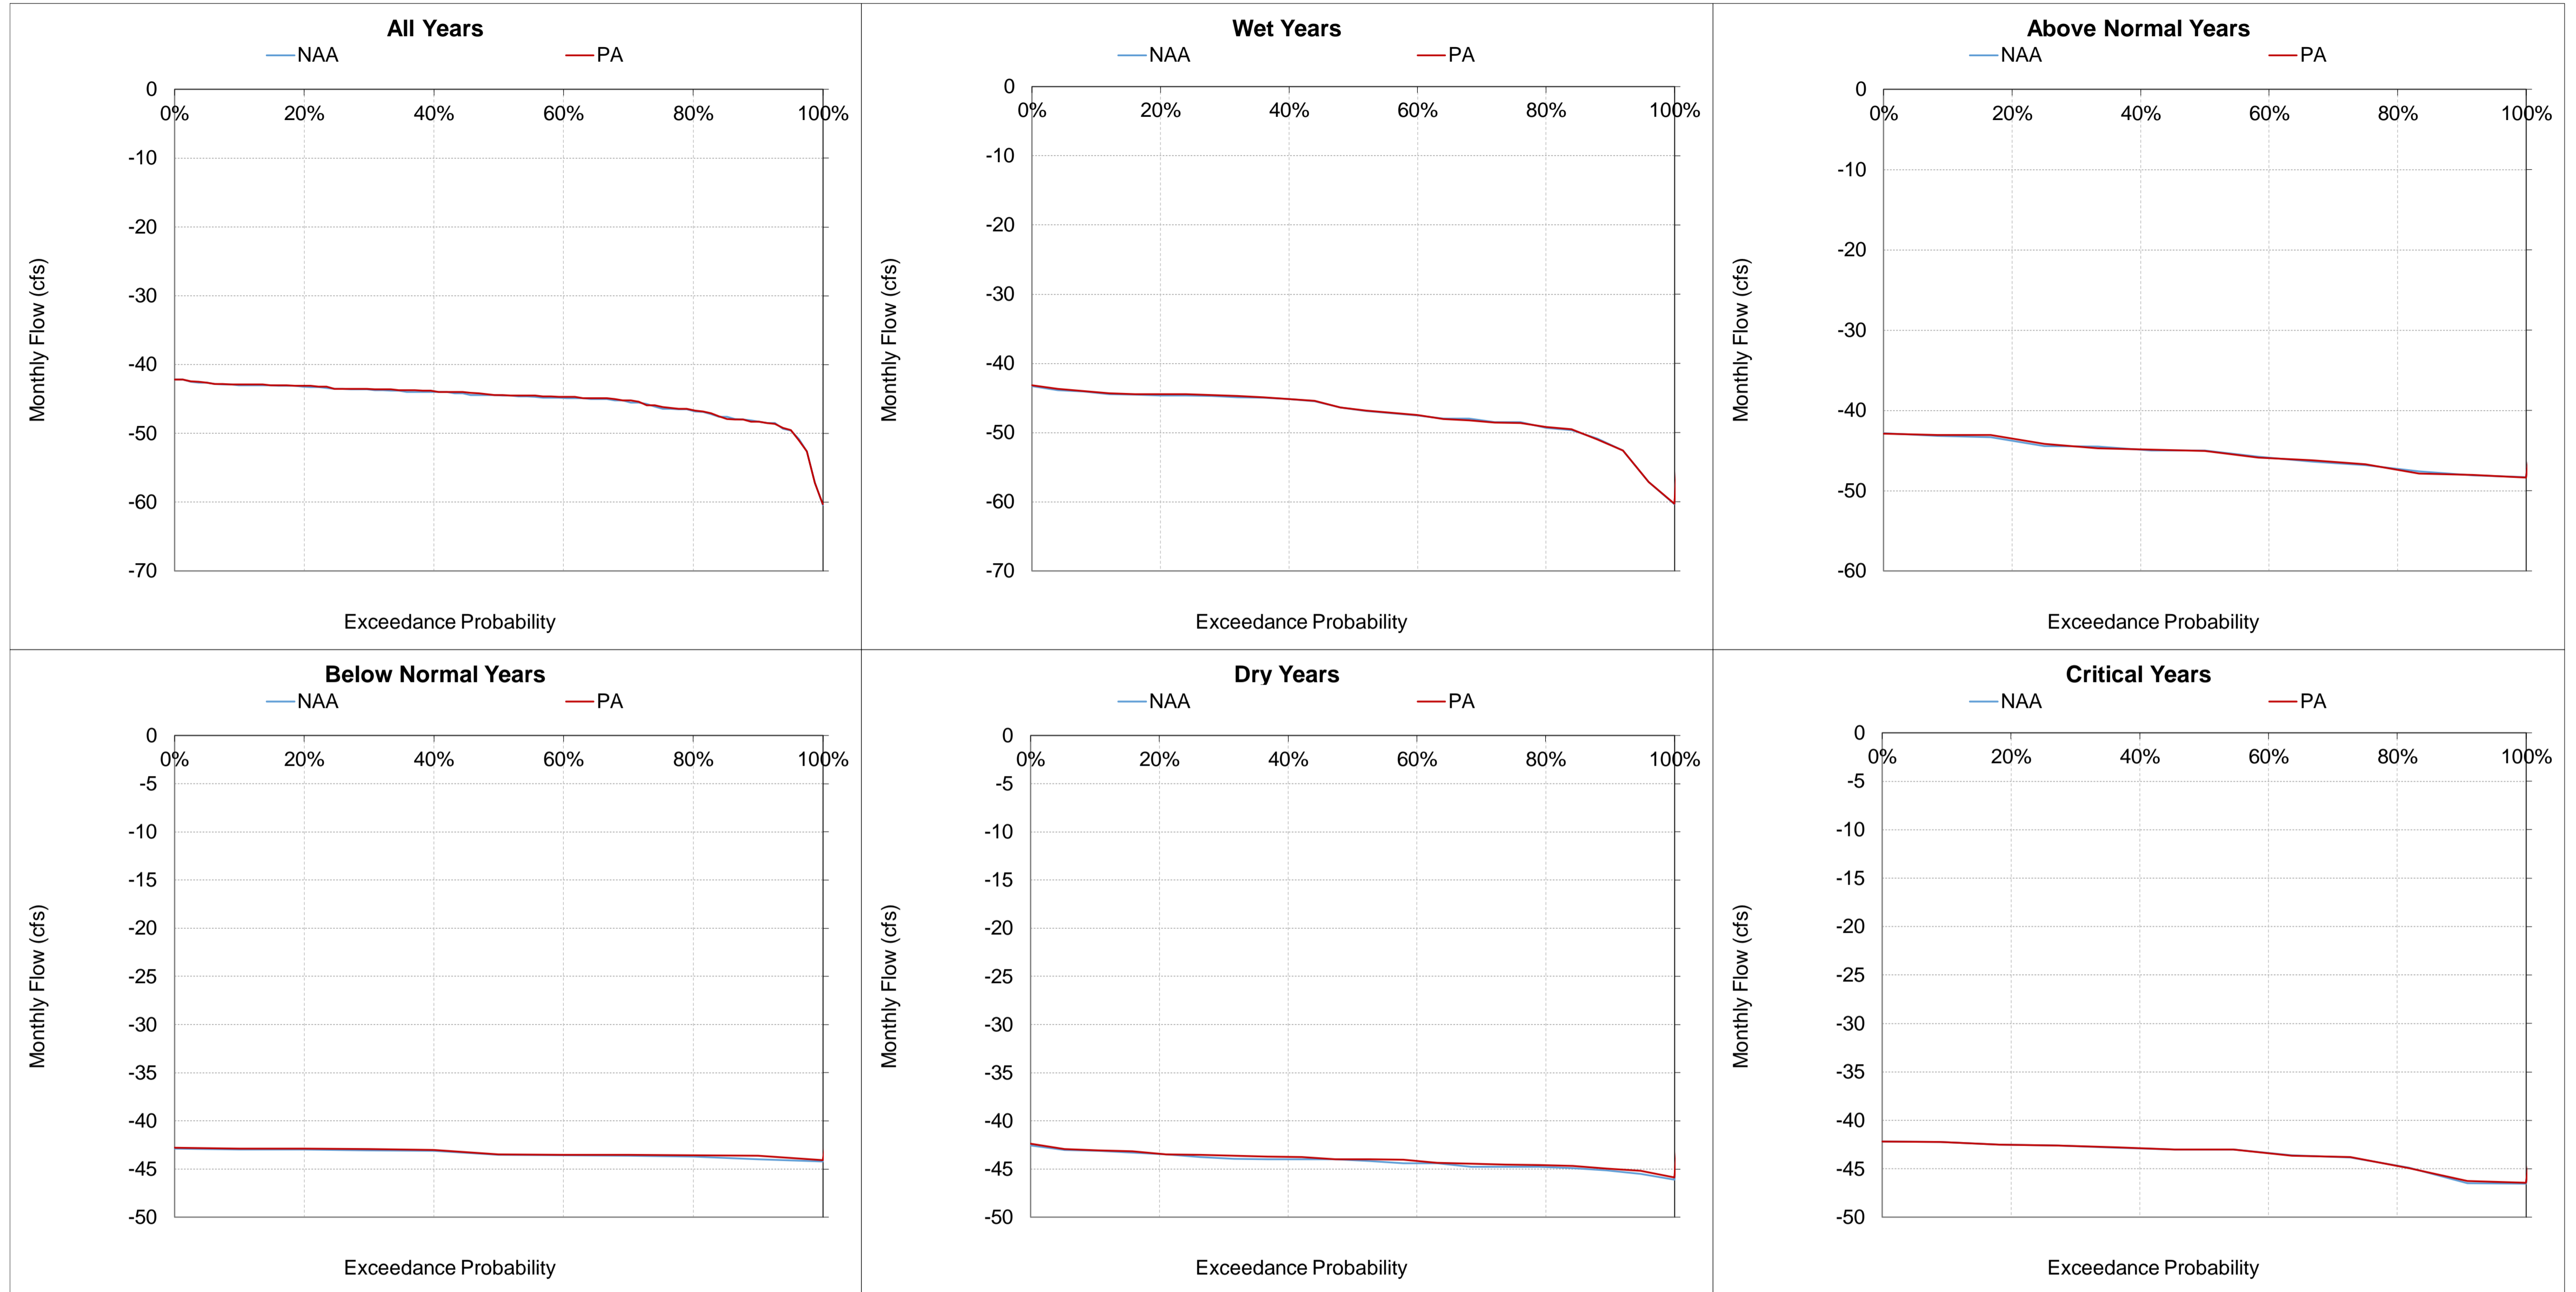 All Years
NAA PA
0
0% 20% 40% 60% 80% 100%
-10
-20
-30
-40
-50
-60
-70
Monthly Flow (cfs)
Exceedance Probability
Wet Years
NAA PA
0
0% 20% 40% 60% 80% 100%
-10
-20
-30
-40
-50
-60
-70
Monthly Flow (cfs)
Exceedance Probability
Above Normal Years
NAA PA
0
0% 20% 40% 60% 80% 100%
-10
-20
-30
-40
-50
-60
Monthly Flow (cfs)
Exceedance Probability
Below Normal Years
NAA PA
0
0% 20% 40% 60% 80% 100%
-5
-10
-15
-20
-25
-30
-35
-40
-45
-50
Monthly Flow (cfs)
Exceedance Probability
Dry Years
NAA PA
0
0% 20% 40% 60% 80% 100%
-5
-10
-15
-20
-25
-30
-35
-40
-45
-50
Monthly Flow (cfs)
Exceedance Probability
Critical Years
NAA PA
0
0% 20% 40% 60% 80% 100%
-5
-10
-15
-20
-25
-30
-35
-40
-45
-50
Monthly Flow (cfs)
Exceedance Probability